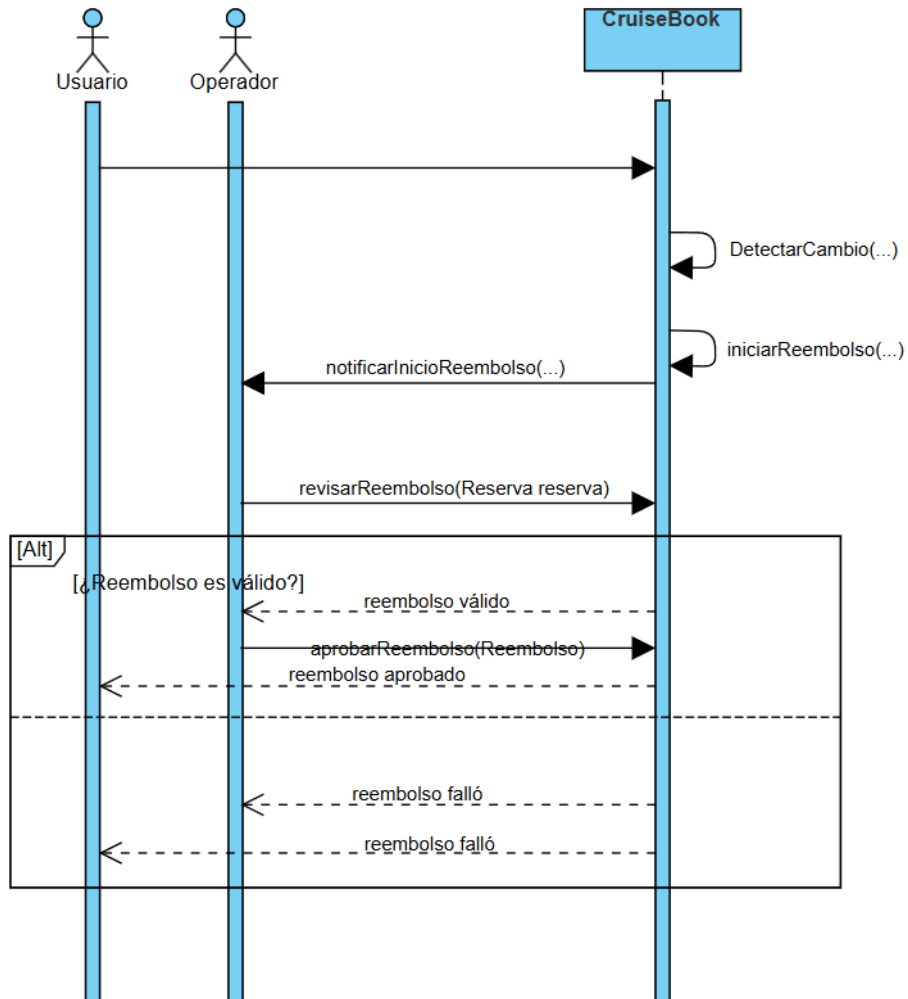 CruiseBook
Usuario
Operador
DetectarCambio(...)
iniciarReembolso(...)
notificarInicioReembolso(...)
revisarReembolso(Reserva reserva)
[Alt]
[¿Reembolso es válido?]
reembolso válido
aprobarReembolso(Reembolso)
reembolso aprobado
reembolso falló
reembolso falló